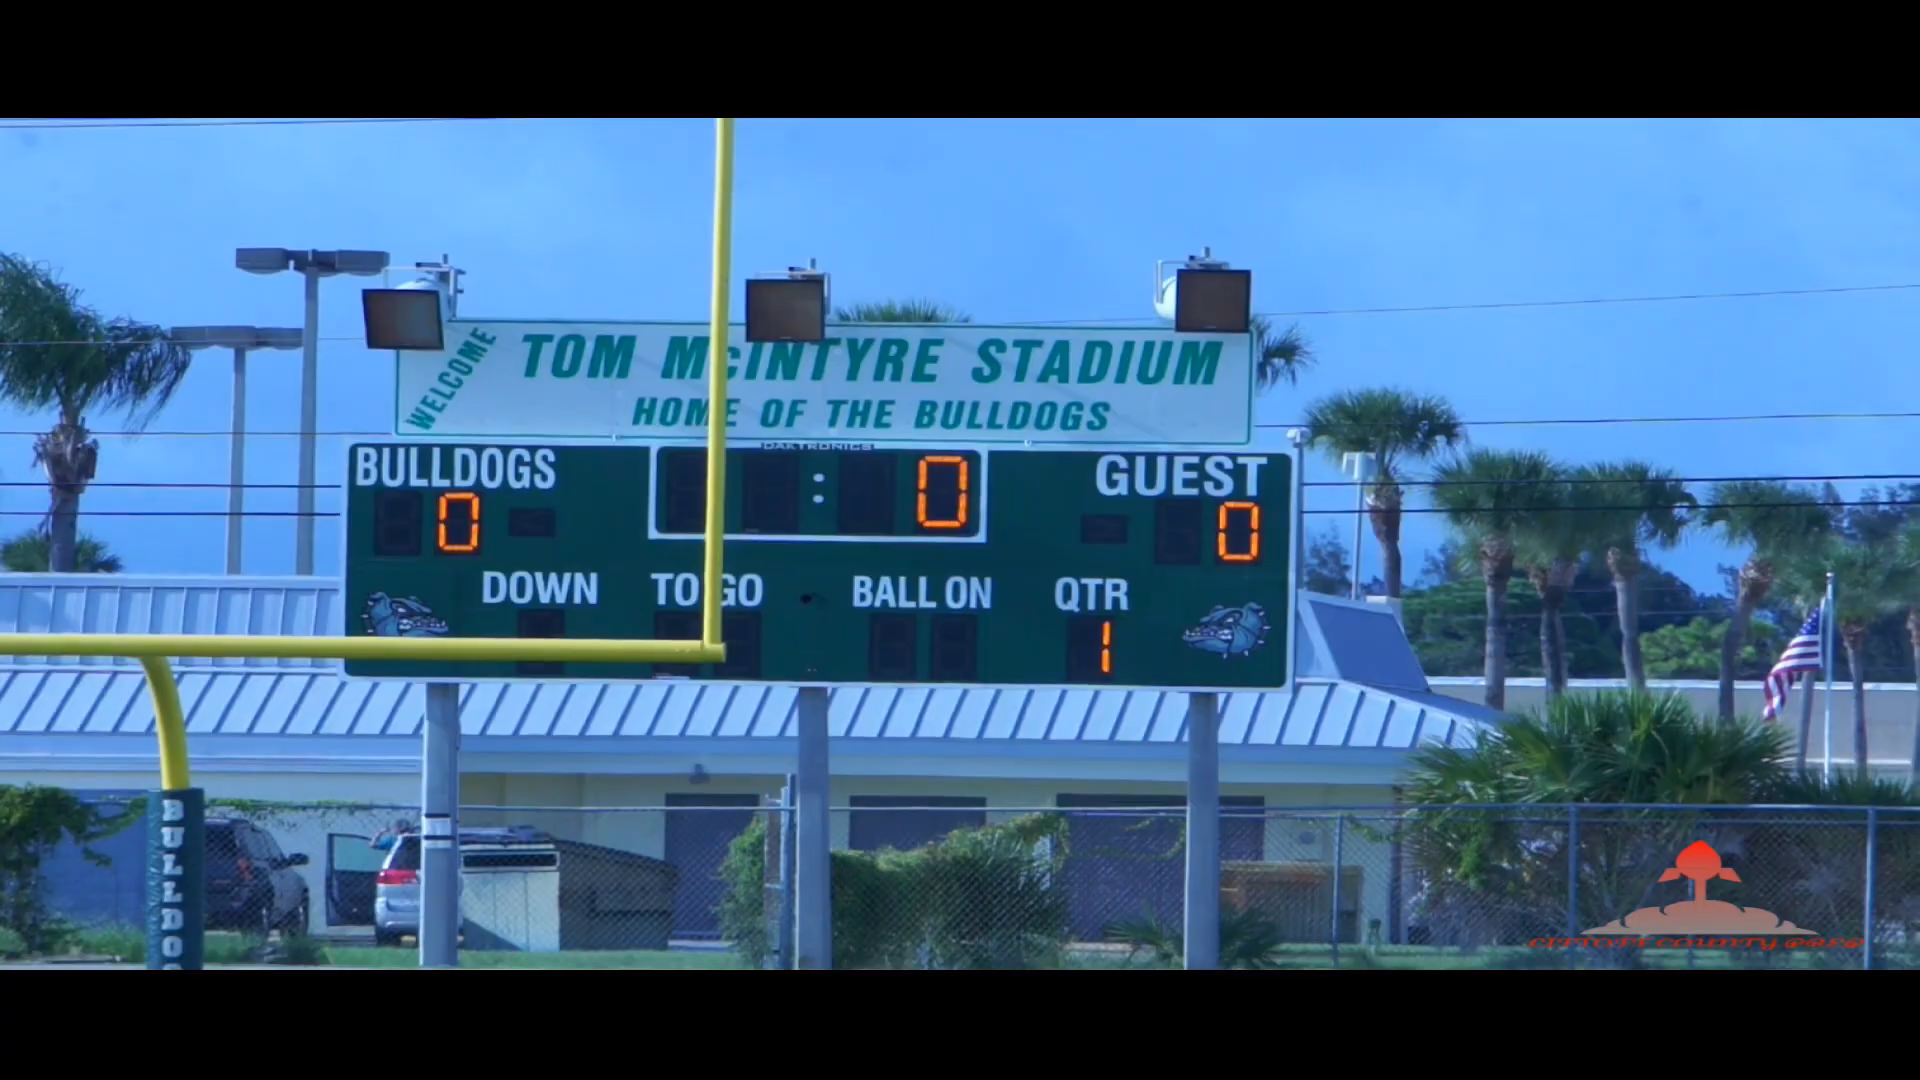 WELCOME
TOM McINTYRE STADIUM
HOME OF THE BULLDOGS
DAKTRONICS
BULLDOGS : 0 GUEST
0 0
DOWN TO GO BALL ON QTR
1
BULLDO